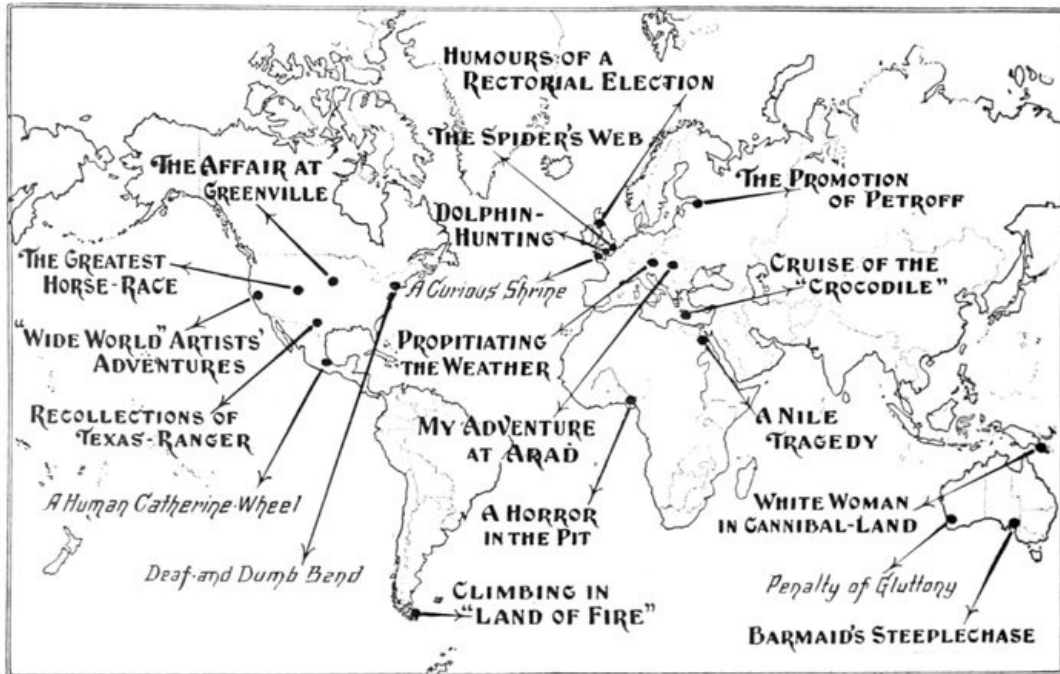 HUMOURS OF A
RECTORIAL ELECTION
THE SPIDER'S WEB
THE AFFAIR AT
GREENVILLE
THE PROMOTION
OF PETROFF
DOLPHIN-
HUNTING
THE GREATEST
HORSE-RACE
A Curious Shrine
CRUISE OF THE
"CROCODILE"
"WIDE WORLD" ARTISTS'
ADVENTURES
PROPITIATING
THE WEATHER
RECOLLECTIONS OF
TEXAS-RANGER
MY ADVENTURE
AT ARAD
A NILE
TRAGEDY
A Human Catherine-Wheel
A HORROR
IN THE PIT
WHITE WOMAN
IN CANNIBAL-LAND
Deaf-and Dumb Band
Penalty of Gluttony
CLIMBING IN
"LAND OF FIRE"
BARMAID'S STEEPLECHASE